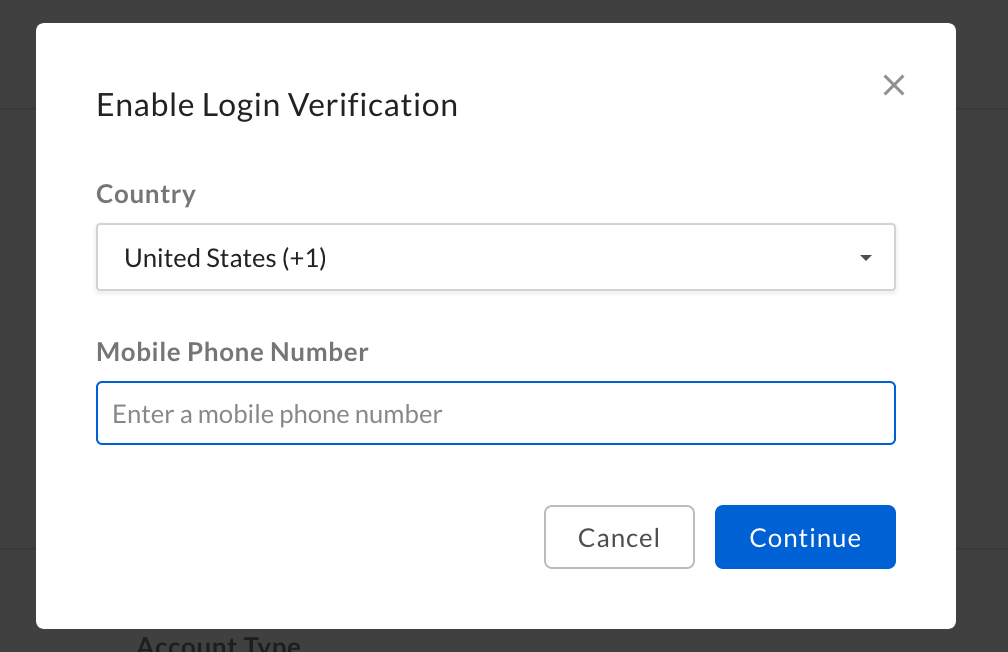 Enable Login Verification
Country
United States (+1)
Mobile Phone Number
Enter a mobile phone number
Cancel
Continue
Account Type